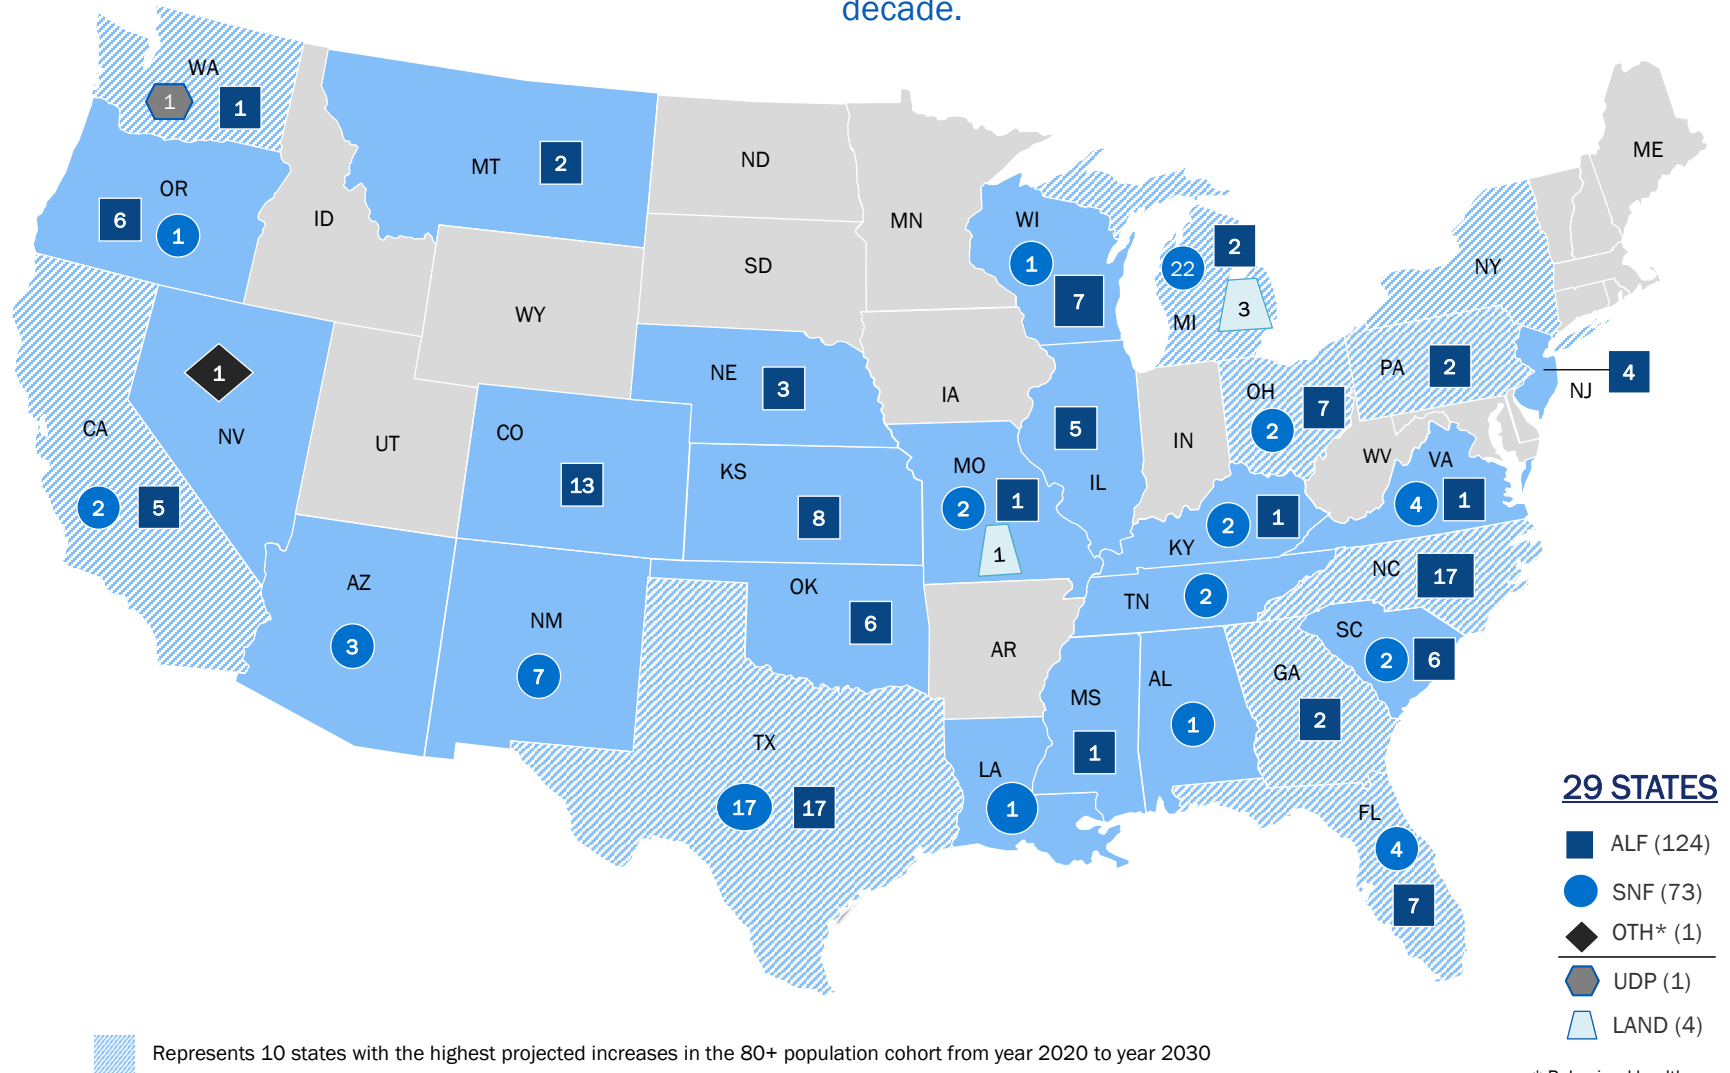 decade.
WA
1
1
ME
MT
2
ND
OR
6
1
ID
MN
WI
1
7
SD
2
22
3
MI
NY
WY
1
NV
NE
3
IA
PA
2
4
NJ
OH
7
2
CA
2
5
UT
CO
13
KS
8
MO
2
1
1
5
IL
IN
WV
VA
4
1
KY
2
1
AZ
3
NM
7
OK
6
AR
TN
2
NC
17
SC
2
6
TX
17
17
LA
1
MS
1
AL
1
GA
2
FL
4
7
29 STATES
ALF (124)
SNF (73)
OTH* (1)
UDP (1)
LAND (4)
Represents 10 states with the highest projected increases in the 80+ population cohort from year 2020 to year 2030